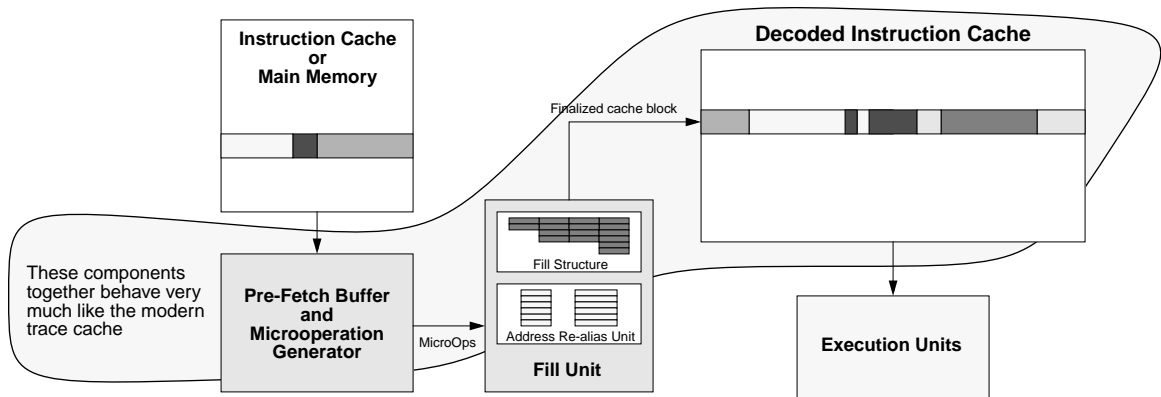 Instruction Cache
or
Main Memory
Decoded Instruction Cache
Finalized cache block
These components
together behave very
much like the modern
trace cache
Pre-Fetch Buffer
and
Microoperation
Generator
MicroOps
Fill Structure
Address Re-alias Unit
Fill Unit
Execution Units